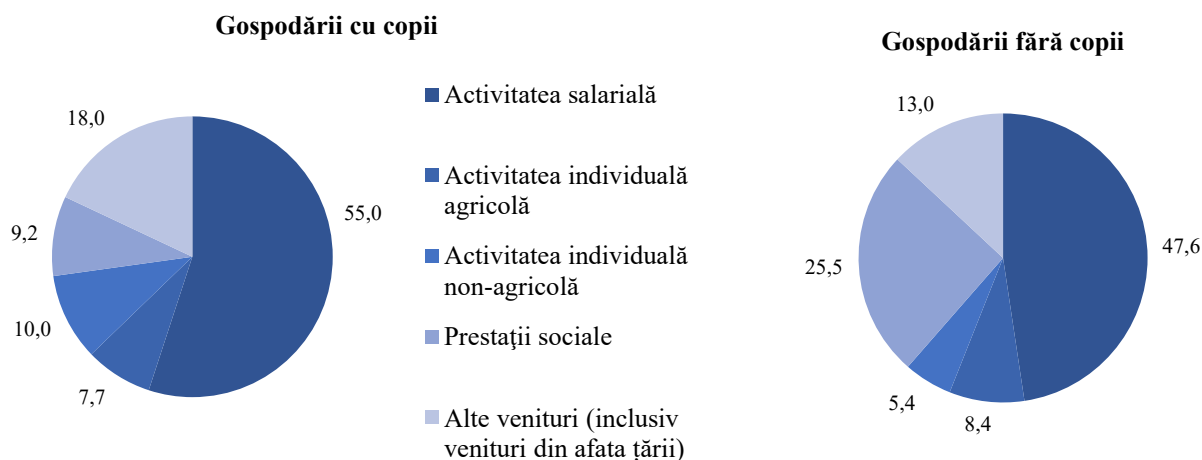 Gospodării cu copii
18,0
9,2
10,0
7,7
55,0
Activitatea salarială
Activitatea individuală
agricolă
Activitatea individuală
non-agricolă
Prestaţii sociale
Alte venituri (inclusiv
venituri din afata țării)
Gospodării fără copii
13,0
25,5
5,4
8,4
47,6